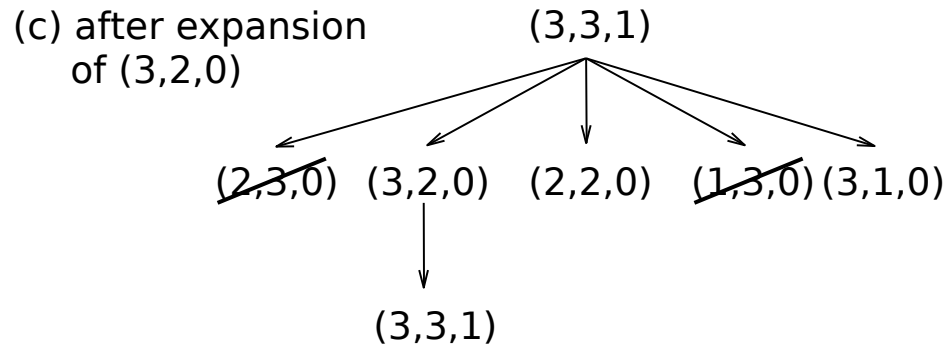 (c) after expansion
of (3,2,0)
(3,3,1)
(2,3,0) (3,2,0) (2,2,0) (1,3,0) (3,1,0)
(3,3,1)